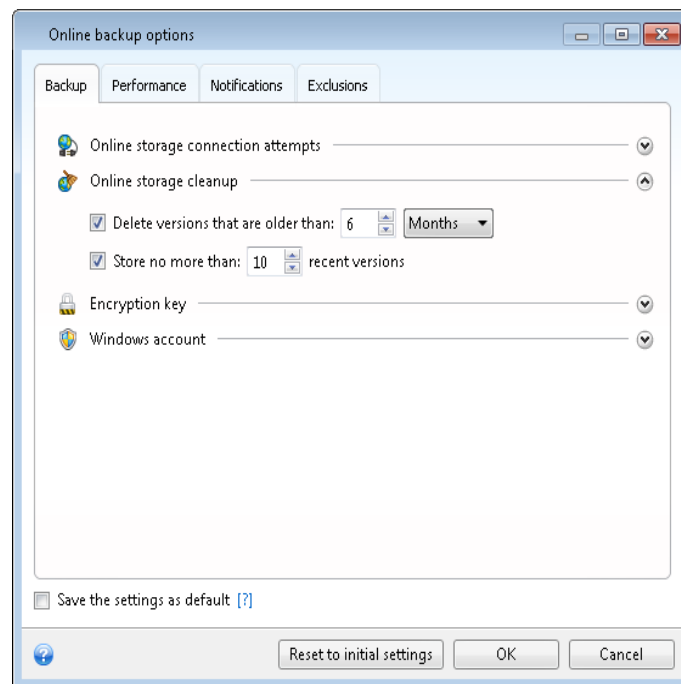 Online backup options
Backup Performance Notifications Exclusions
Online storage connection attempts
Online storage cleanup
Delete versions that are older than: 6 Months
Store no more than: 10 recent versions
Encryption key
Windows account
Save the settings as default [?]
? Reset to initial settings OK Cancel